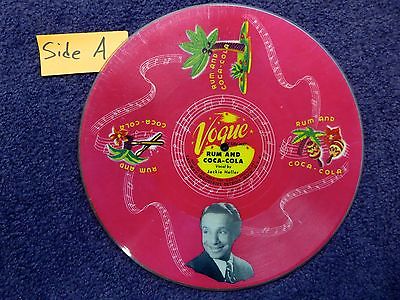 Side A
RUM AND
COCA-COLA
COCA-COLA
RUM AND
RUM AND
COCA-COLA
Vogue
RUM AND
COCA-COLA
Vocal by
Jackie Heller